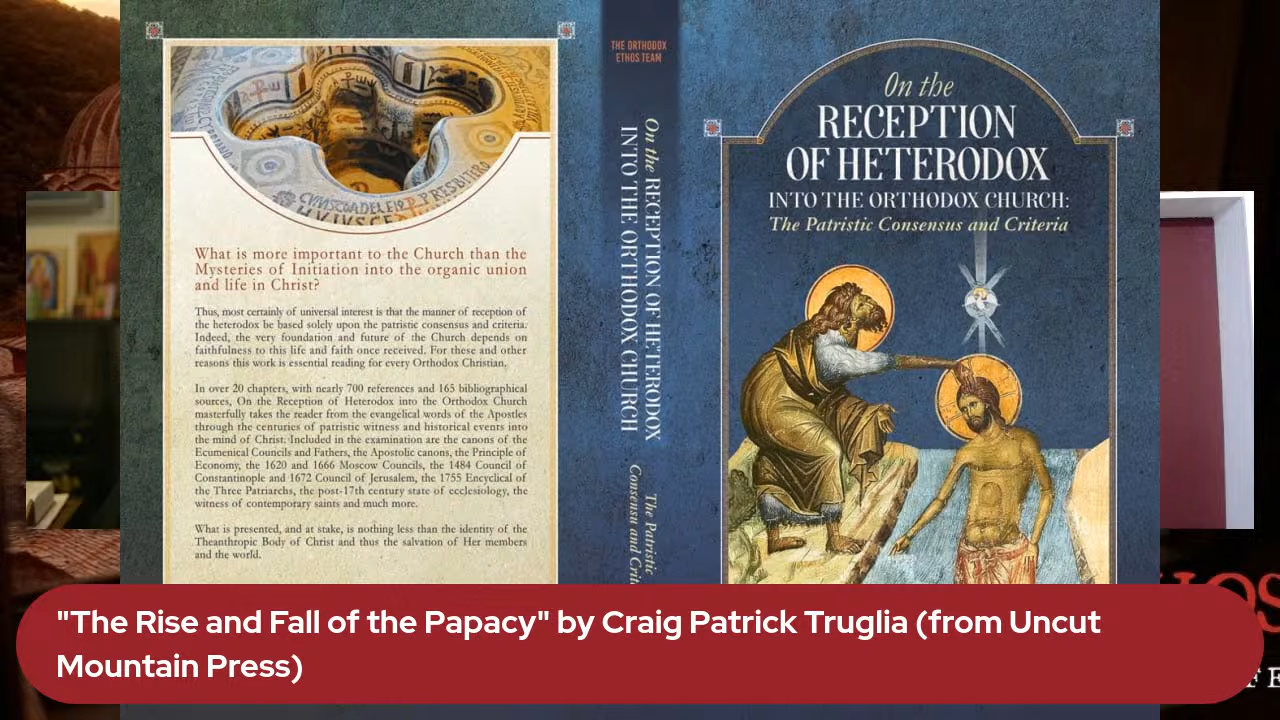 What is more important to the Church than the
Mysteries of Initiation into the organic union
and life in Christ?
Thus, most certainly of universal interest is that the manner of reception of
the heterodox be based solely upon the patristic consensus and criteria.
Indeed, the very foundation and future of the Church depends on
faithfulness to this life and faith once received. For these and other
reasons this work is essential reading for every Orthodox Christian.
In over 20 chapters, with nearly 700 references and 165 bibliographical
sources, On the Reception of Heterodox into the Orthodox Church
masterfully takes the reader from the evangelical words of the Apostles
through the centuries of patristic witness and historical events into
the mind of Christ. Included in the examination are the canons of the
Ecumenical Councils and Fathers, the Apostolic canons, the Principle of
Economy, the 1620 and 1666 Moscow Councils, the 1484 Council of
Constantinople and 1672 Council of Jerusalem, the 1755 Encyclical of
the Three Patriarchs, the post-17th century state of ecclesiology, the
witness of contemporary saints and much more.
What is presented, and at stake, is nothing less than the identity of the
Theanthropic Body of Christ and thus the salvation of Her members
and the world.
THE ORTHODOX
ETHOS TEAM
On the RECEPTION OF HETERODOX
INTO THE ORTHODOX CHURCH
The Patristic
Consensu and Crit
On the
RECEPTION
OF HETERODOX
INTO THE ORTHODOX CHURCH:
The Patristic Consensus and Criteria
"The Rise and Fall of the Papacy" by Craig Patrick Truglia (from Uncut
Mountain Press)